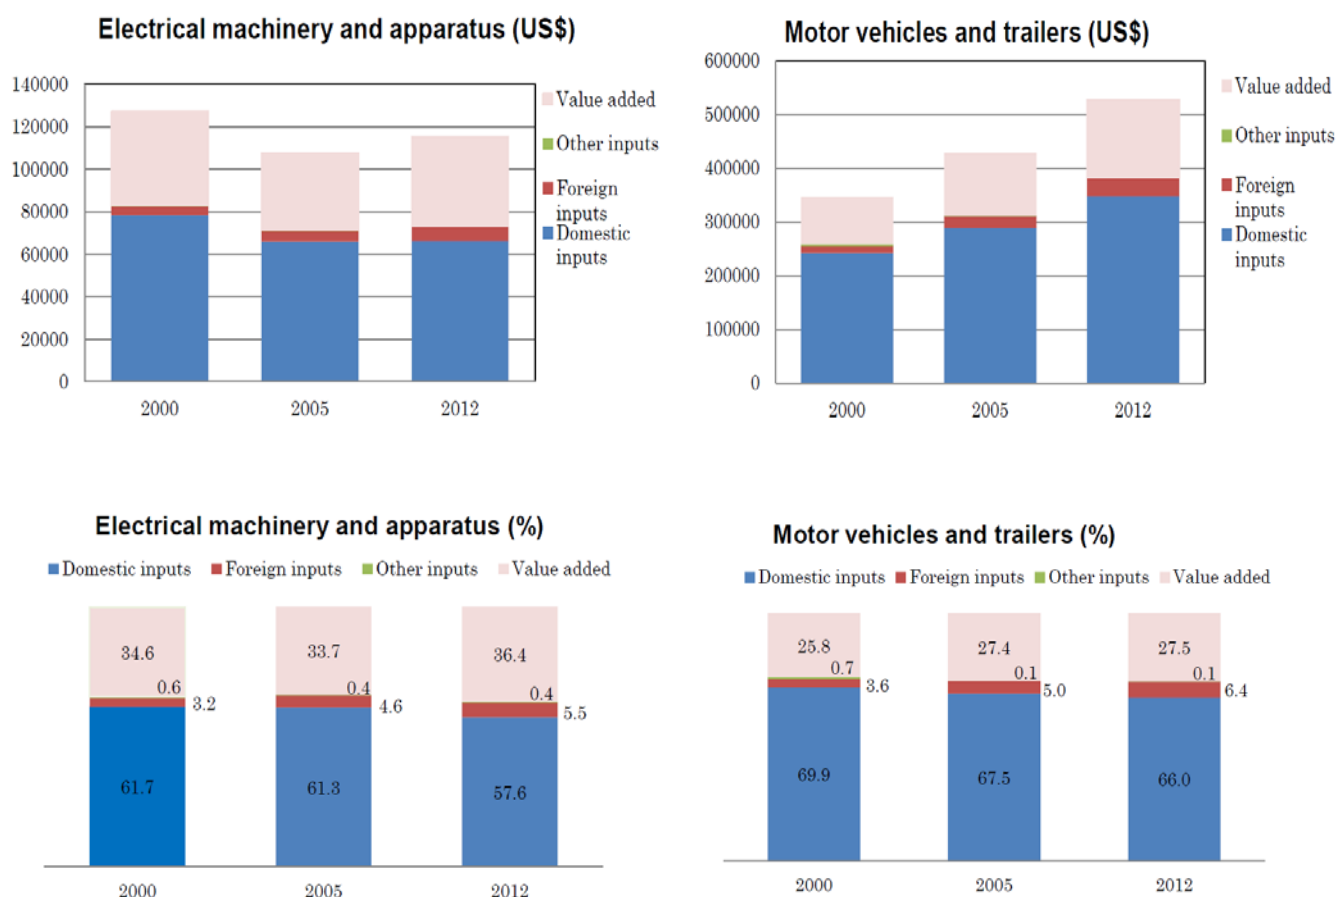 Electrical machinery and apparatus (US$)
140000
120000
100000
80000
60000
40000
20000
0
2000
2005
2012
Value added
Other inputs
Foreign
inputs
Domestic
inputs
Motor vehicles and trailers (US$)
600000
500000
400000
300000
200000
100000
0
2000
2005
2012
Value added
Other inputs
Foreign
inputs
Domestic
inputs
Electrical machinery and apparatus (%)
Domestic inputs
Foreign inputs
Other inputs
Value added
34.6
0.6
3.2
61.7
33.7
0.4
4.6
61.3
36.4
0.4
5.5
57.6
2000
2005
2012
Motor vehicles and trailers (%)
Domestic inputs
Foreign inputs
Other inputs
Value added
25.8
0.7
3.6
69.9
27.4
0.1
5.0
67.5
27.5
0.1
6.4
66.0
2000
2005
2012